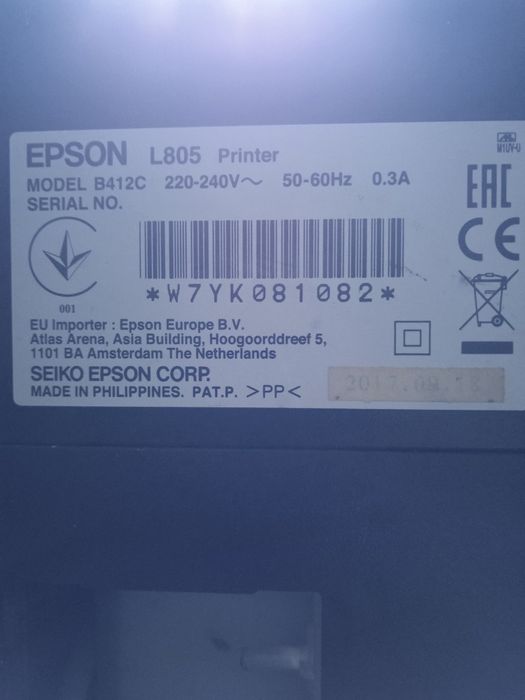 EPSON L805 Printer
MODEL B412C 220-240V～ 50-60Hz 0.3A
SERIAL NO.
M1UV-U
EAC
CE
*W7YK081082*
001
EU Importer : Epson Europe B.V.
Atlas Arena, Asia Building, Hoogoorddreef 5,
1101 BA Amsterdam The Netherlands
SEIKO EPSON CORP.
MADE IN PHILIPPINES. PAT.P. >PP<